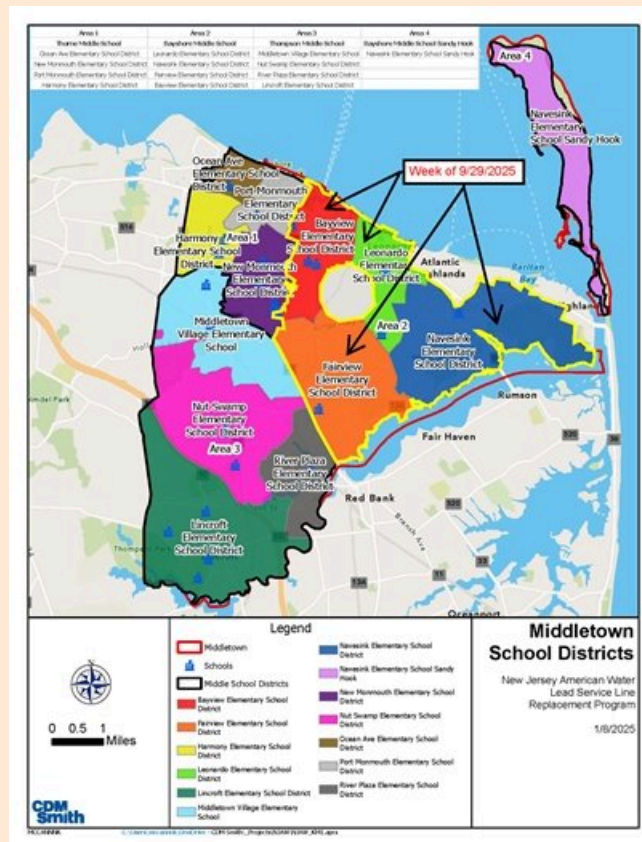 Area 1
Thorne Middle School
Ocean Ave Elementary School District
New Monmouth Elementary School District
Port Monmouth Elementary School District
Harmony Elementary School District
Area 2
Bayshore Middle School
Leonardo Elementary School District
Navesink Elementary School District
Fairview Elementary School District
Bayview Elementary School District
Area 3
Thompson Middle School
Middletown Village Elementary School
Nut Swamp Elementary School District
River Plaza Elementary School District
Lincroft Elementary School District
Area 4
Bayshore Middle School Sandy Hook
Navesink Elementary School Sandy Hook
Area 4
Navesink
Elementary
School Sandy Hook
Week of 9/29/2025
Ocean Ave
Elementary School
District
Port Monmouth
Elementary
School District
Harmony
Elementary School
District
Area 1
New Monmouth
Elementary
School District
Bayview
Elementary
School District
Leonardo
Elementary
School District
Atlantic
Highlands
Raritan
Bay
Middletown
Village Elementary
School
Area 2
Navesink
Elementary
School District
Fairview
Elementary
School District
Rumson
Nut Swamp
Elementary
School District
Area 3
Fair Haven
River Plaza
Elementary
School District
Red Bank
Lincroft
Elementary
School District
Branch Ave
Oceanport
Legend
Middletown
Schools
Middle School Districts
Bayview Elementary School
District
Fairview Elementary School
District
Harmony Elementary School
District
Leonardo Elementary School
District
Lincroft Elementary School District
Middletown Village Elementary
School
Navesink Elementary School
District
Navesink Elementary School Sandy
Hook
New Monmouth Elementary School
District
Nut Swamp Elementary School
District
Ocean Ave Elementary School
District
Port Monmouth Elementary School
District
River Plaza Elementary School
District
0 0.5 1
Miles
CDM
Smith
Middletown
School Districts
New Jersey American Water
Lead Service Line
Replacement Program
1/8/2025